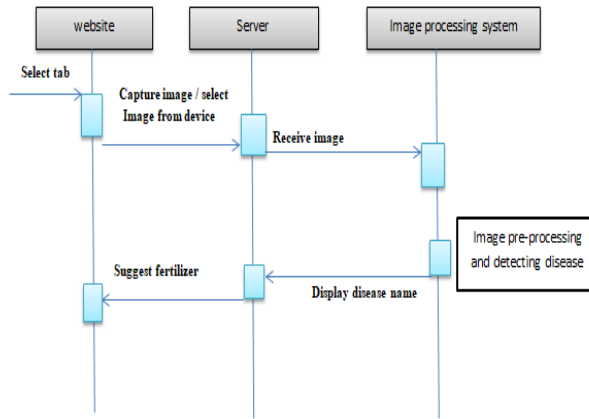 website
Server
Image processing system
Select tab
Capture image / select
Image from device
Receive image
Image pre-processing
and detecting disease
Suggest fertilizer
Display disease name